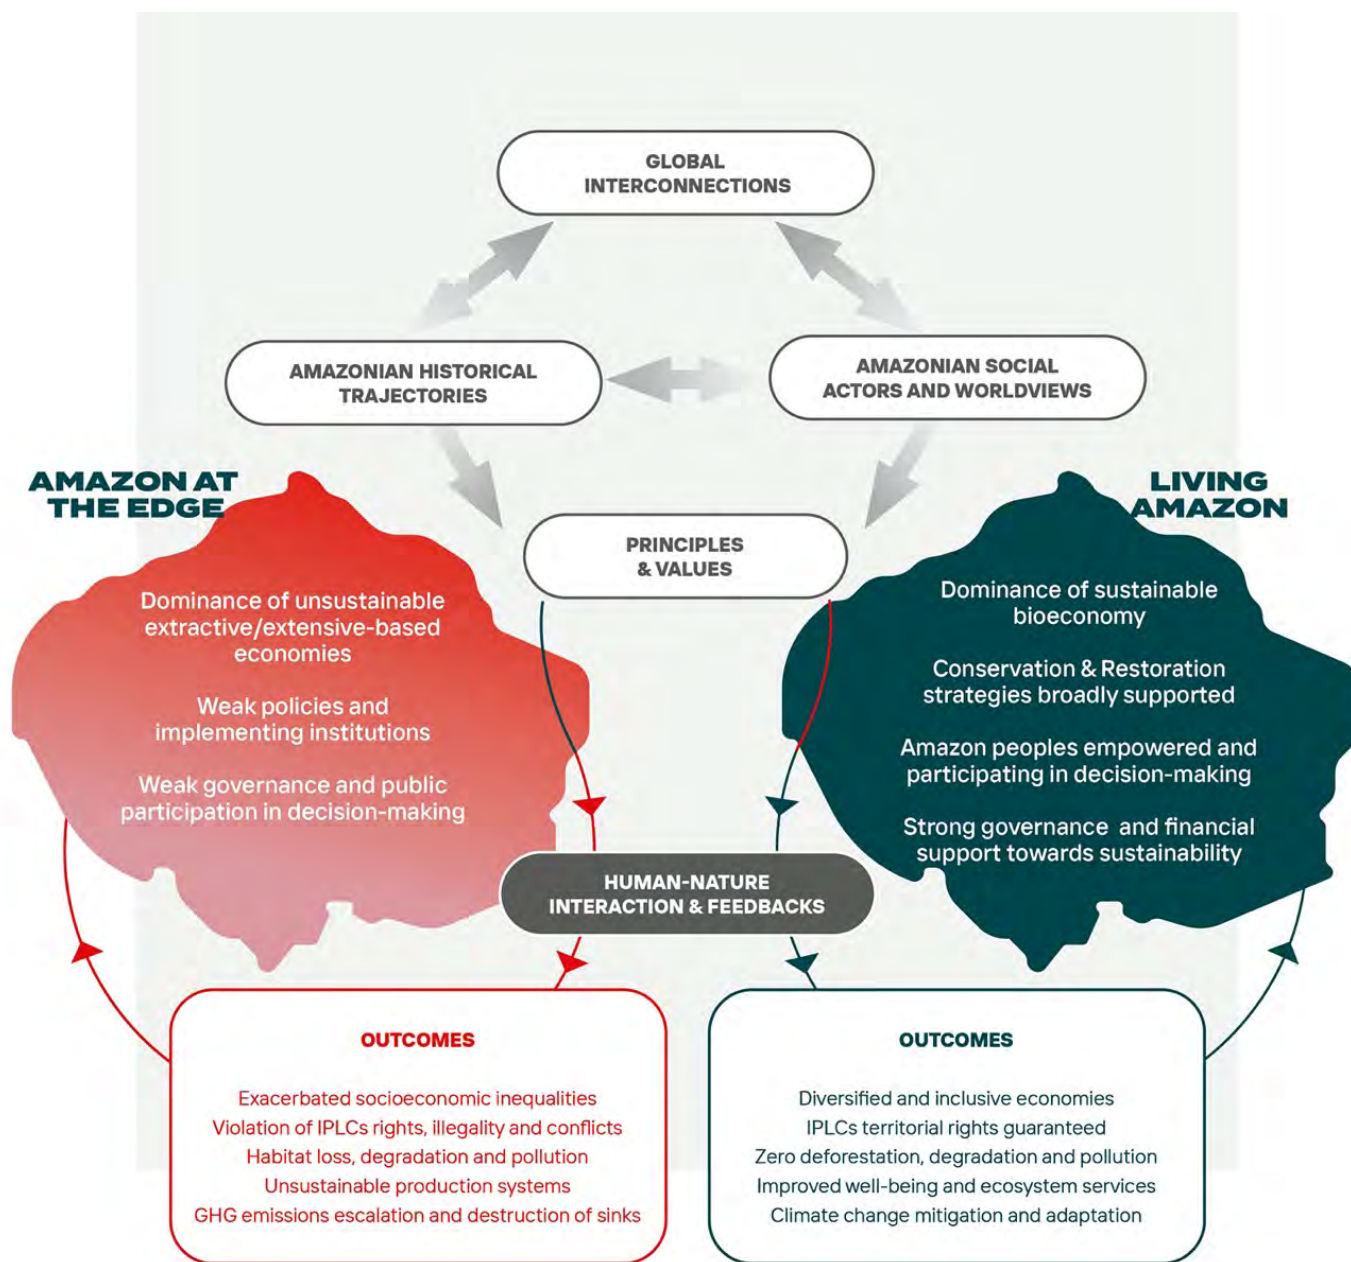 GLOBAL
INTERCONNECTIONS
AMAZONIAN HISTORICAL
TRAJECTORIES
AMAZONIAN SOCIAL
ACTORS AND WORLDVIEWS
AMAZON AT
THE EDGE
LIVING
AMAZON
PRINCIPLES
& VALUES
Dominance of unsustainable
extractive/extensive-based
economies
Weak policies and
implementing institutions
Weak governance and public
participation in decision-making
Dominance of sustainable
bioeconomy
Conservation & Restoration
strategies broadly supported
Amazon peoples empowered and
participating in decision-making
Strong governance and financial
support towards sustainability
HUMAN-NATURE
INTERACTION & FEEDBACKS
OUTCOMES
Exacerbated socioeconomic inequalities
Violation of IPLCs rights, illegality and conflicts
Habitat loss, degradation and pollution
Unsustainable production systems
GHG emissions escalation and destruction of sinks
OUTCOMES
Diversified and inclusive economies
IPLCs territorial rights guaranteed
Zero deforestation, degradation and pollution
Improved well-being and ecosystem services
Climate change mitigation and adaptation